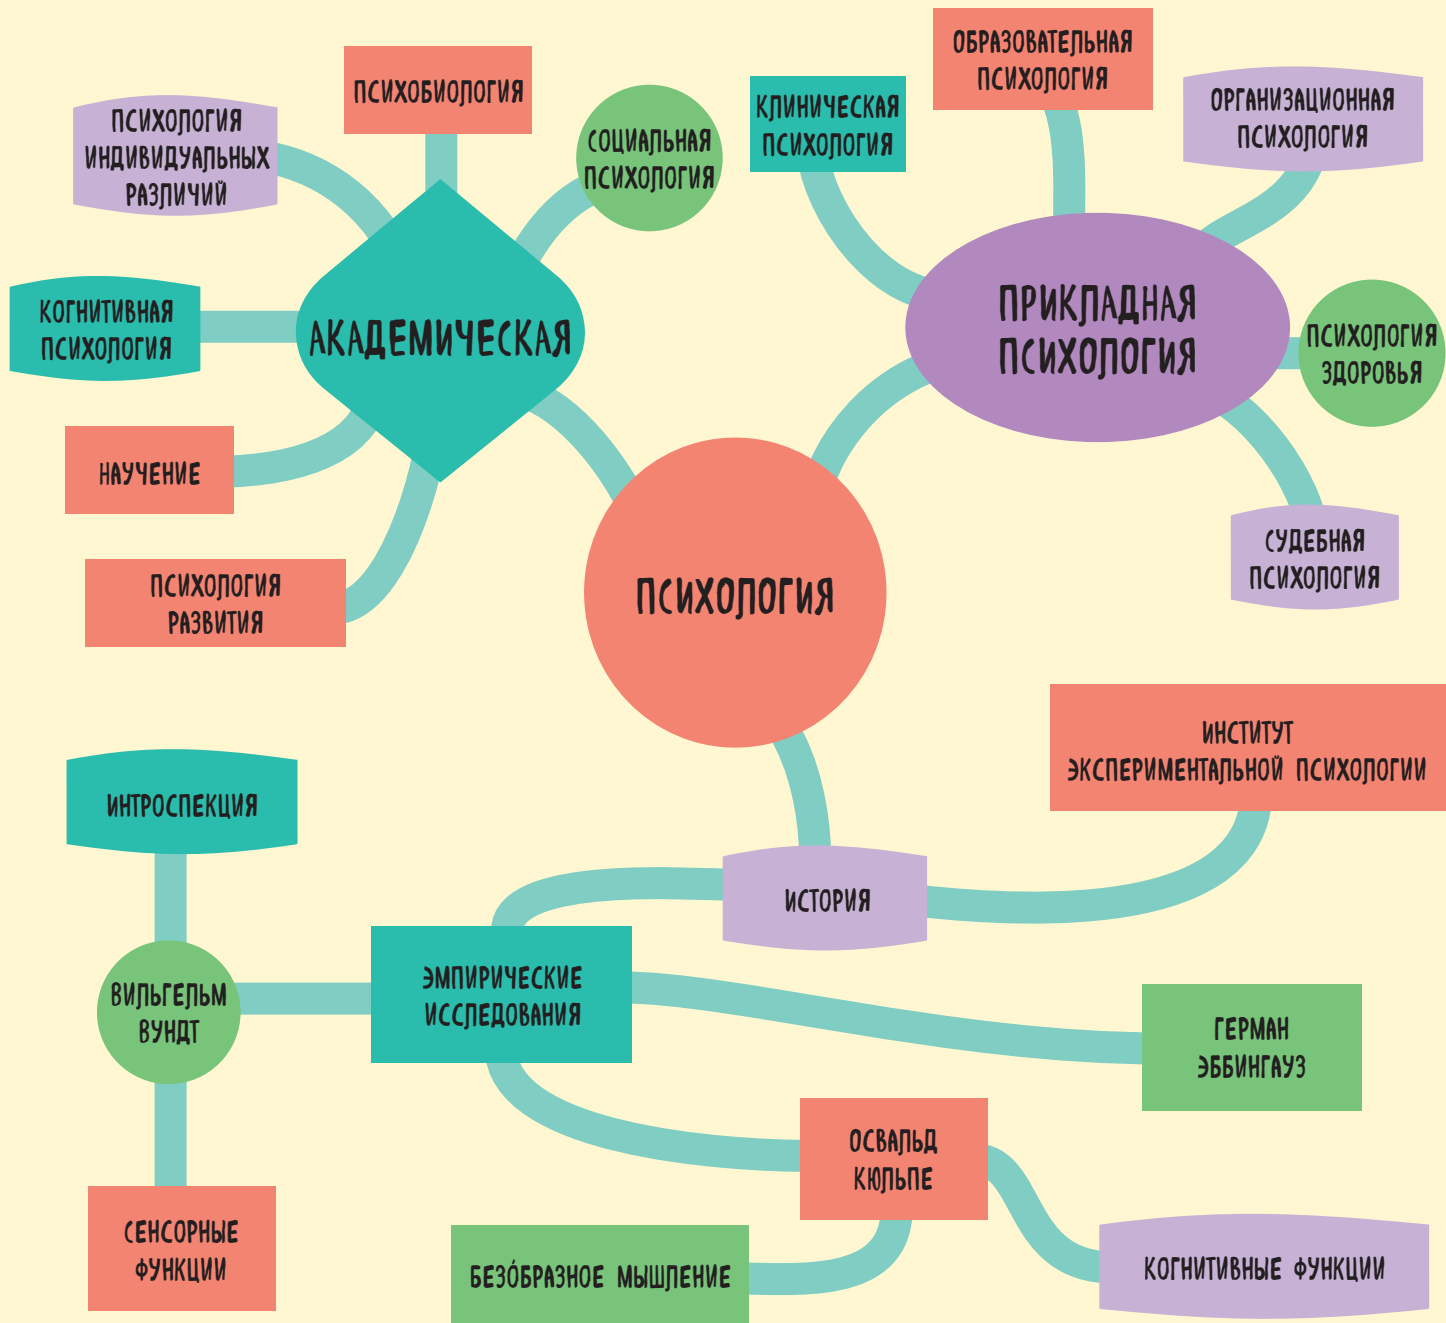 ПСИХОБИОЛОГИЯ
ПСИХОЛОГИЯ
ИНДИВИДУАЛЬНЫХ
РАЗЛИЧИЙ
СОЦИАЛЬНАЯ
ПСИХОЛОГИЯ
КОГНИТИВНАЯ
ПСИХОЛОГИЯ
АКАДЕМИЧЕСКАЯ
НАУЧЕНИЕ
ПСИХОЛОГИЯ
РАЗВИТИЯ
КЛИНИЧЕСКАЯ
ПСИХОЛОГИЯ
ОБРАЗОВАТЕЛЬНАЯ
ПСИХОЛОГИЯ
ОРГАНИЗАЦИОННАЯ
ПСИХОЛОГИЯ
ПРИКЛАДНАЯ
ПСИХОЛОГИЯ
ПСИХОЛОГИЯ
ЗДОРОВЬЯ
СУДЕБНАЯ
ПСИХОЛОГИЯ
ПСИХОЛОГИЯ
ИНСТИТУТ
ЭКСПЕРИМЕНТАЛЬНОЙ ПСИХОЛОГИИ
ИСТОРИЯ
ИНТРОСПЕКЦИЯ
ВИЛЬГЕЛЬМ
ВУНДТ
ЭМПИРИЧЕСКИЕ
ИССЛЕДОВАНИЯ
ГЕРМАН
ЭББИНГАУЗ
ОСВАЛЬД
КЮЛЬПЕ
СЕНСОРНЫЕ
ФУНКЦИИ
БЕЗО́БРАЗНОЕ МЫШЛЕНИЕ
КОГНИТИВНЫЕ ФУНКЦИИ